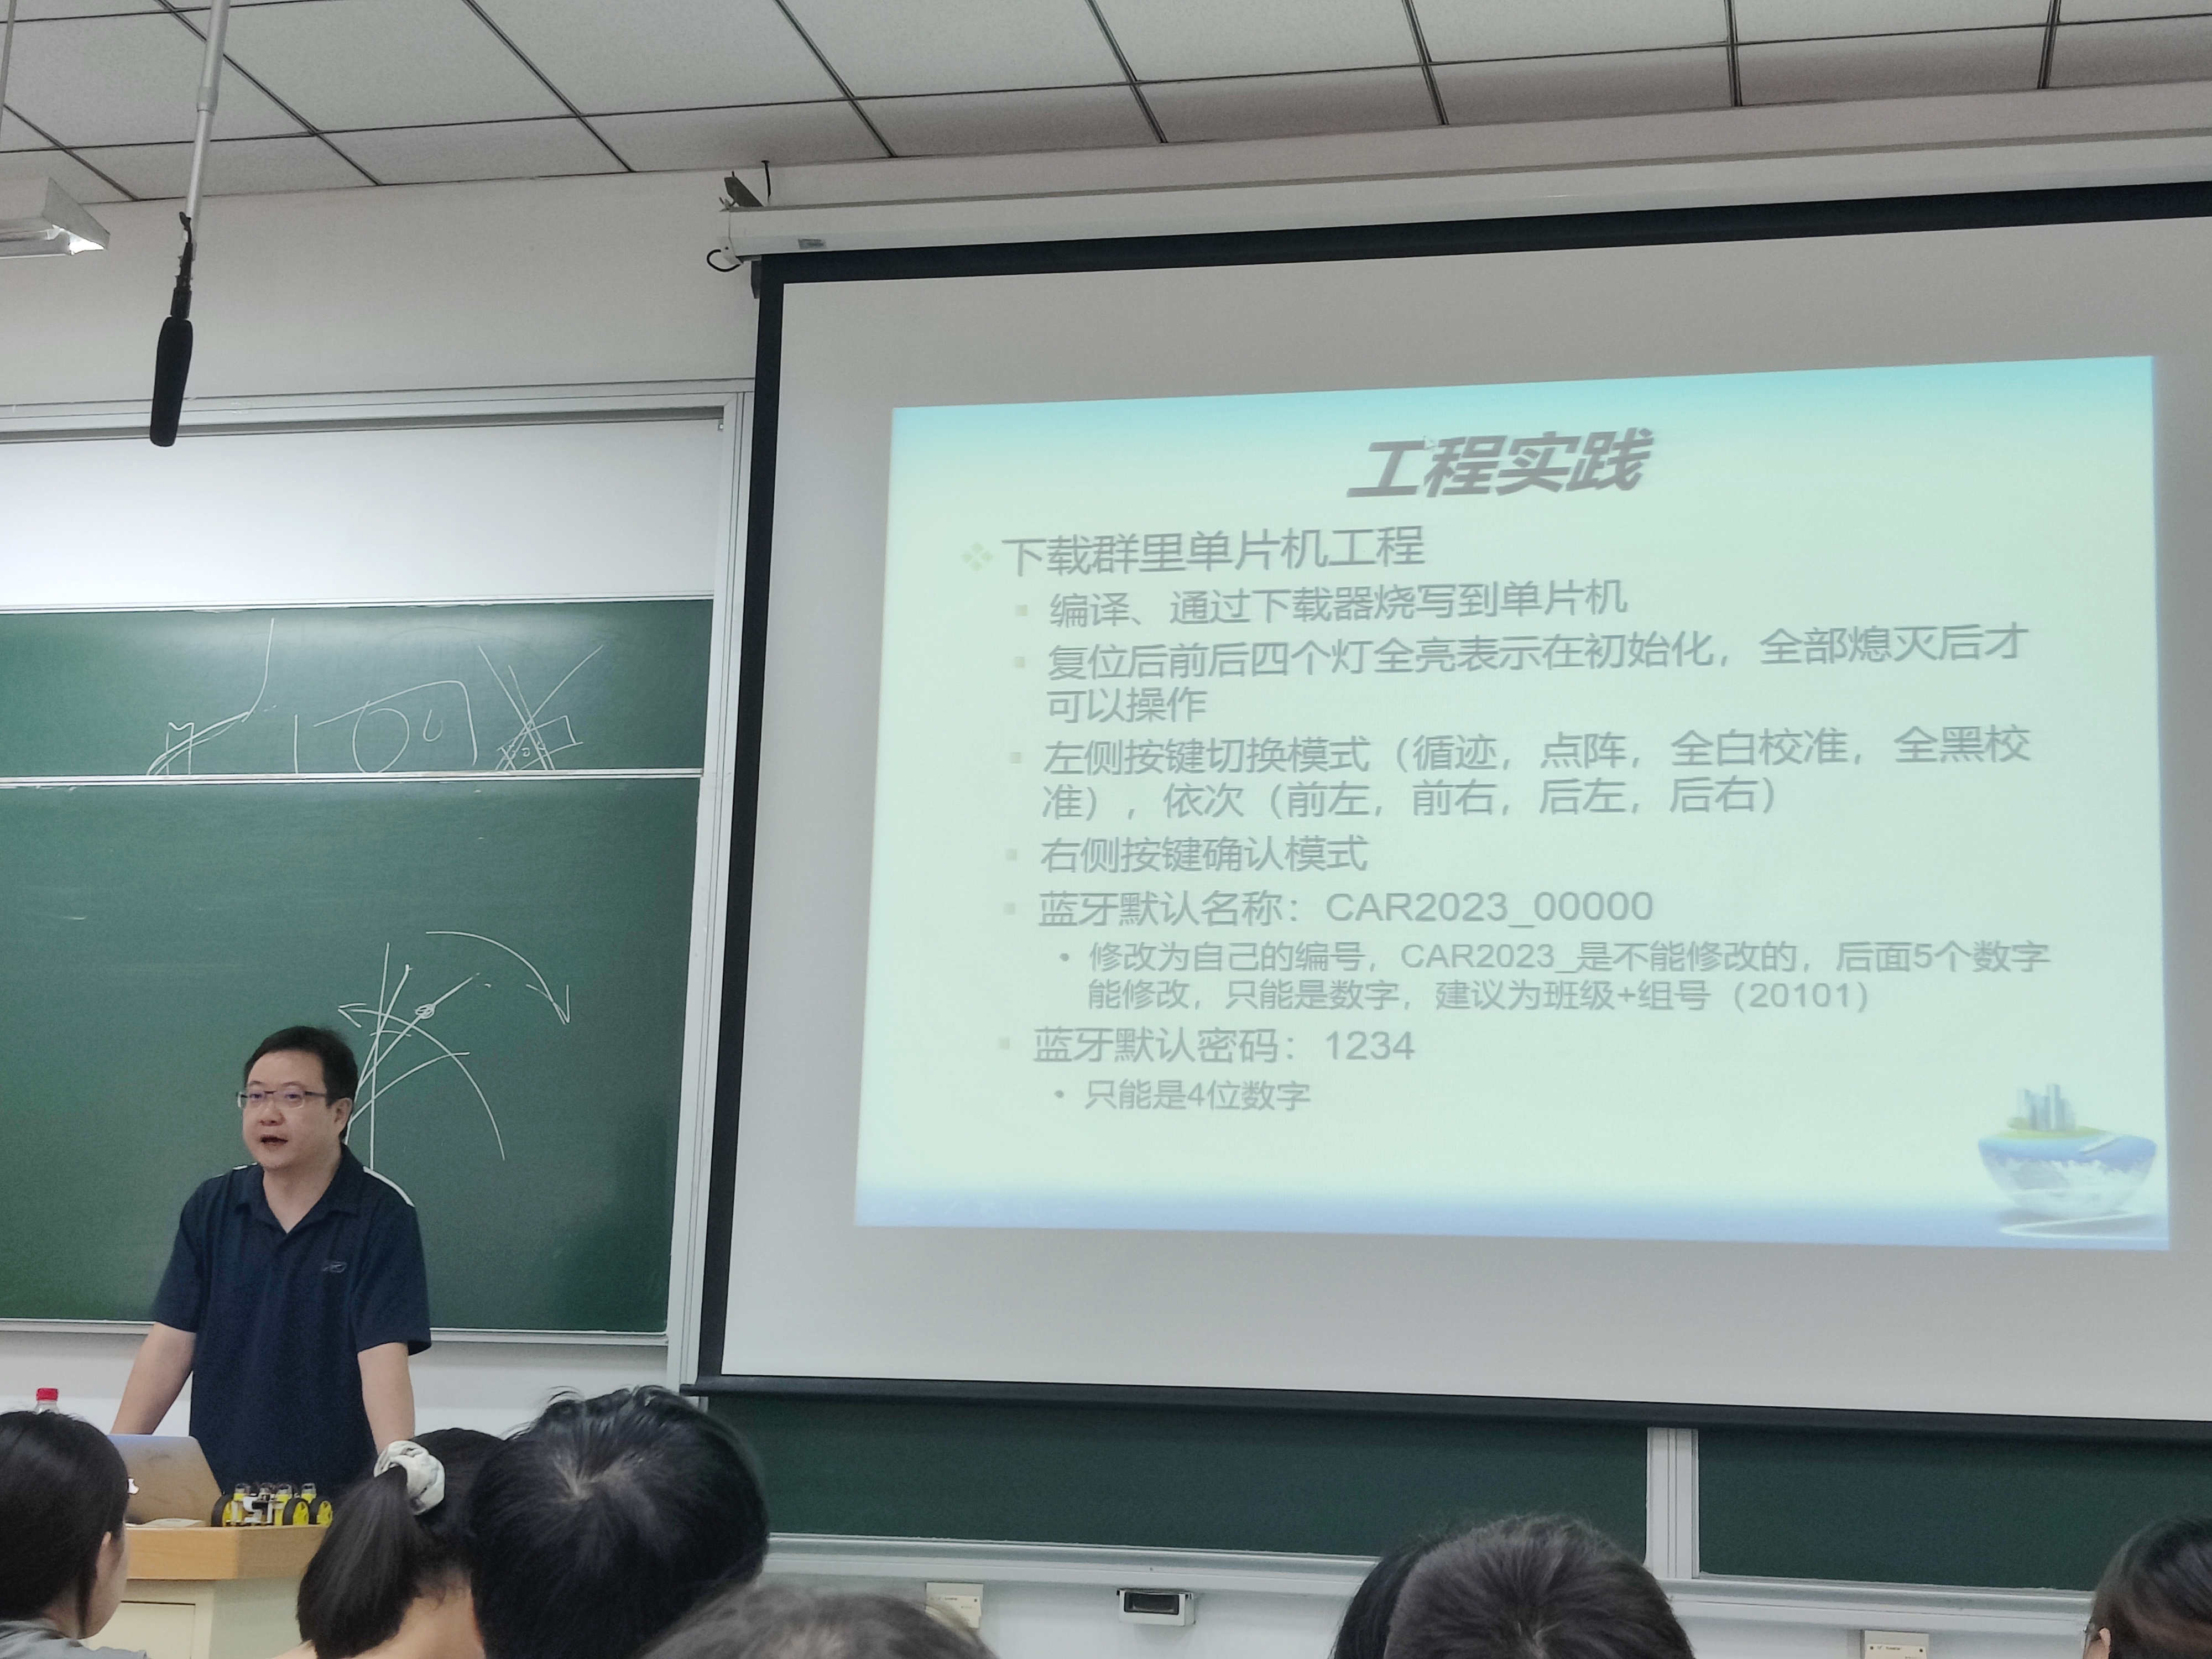 工程实践
下载群里单片机工程
编译、通过下载器烧写到单片机
复位后前后四个灯全亮表示在初始化，全部熄灭后才
可以操作
左侧按键切换模式（循迹，点阵，全白校准，全黑校
准），依次（前左，前右，后左，后右）
右侧按键确认模式
蓝牙默认名称：CAR2023_00000
修改为自己的编号，CAR2023_是不能修改的，后面5个数字
能修改，只能是数字，建议为班级+组号（20101）
蓝牙默认密码：1234
只能是4位数字